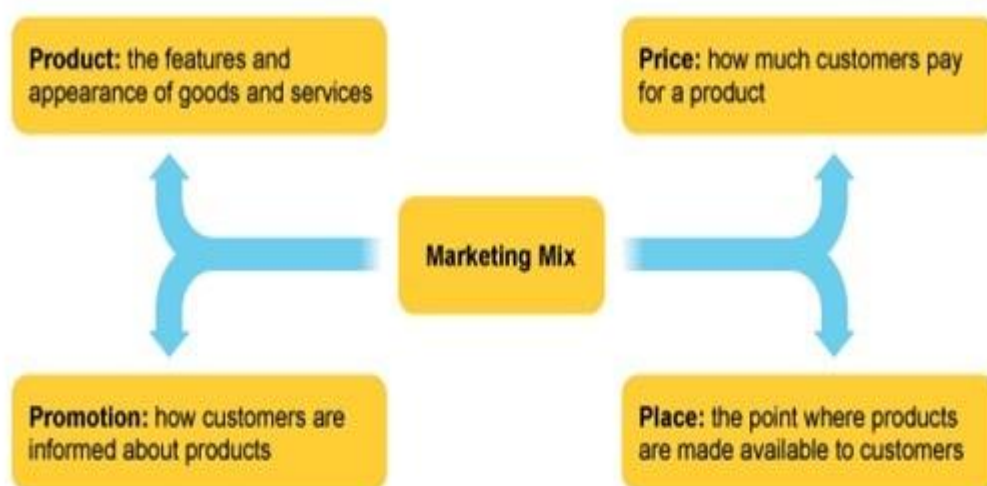 Product: the features and
appearance of goods and services
Price: how much customers pay
for a product
Marketing Mix
Promotion: how customers are
informed about products
Place: the point where products
are made available to customers